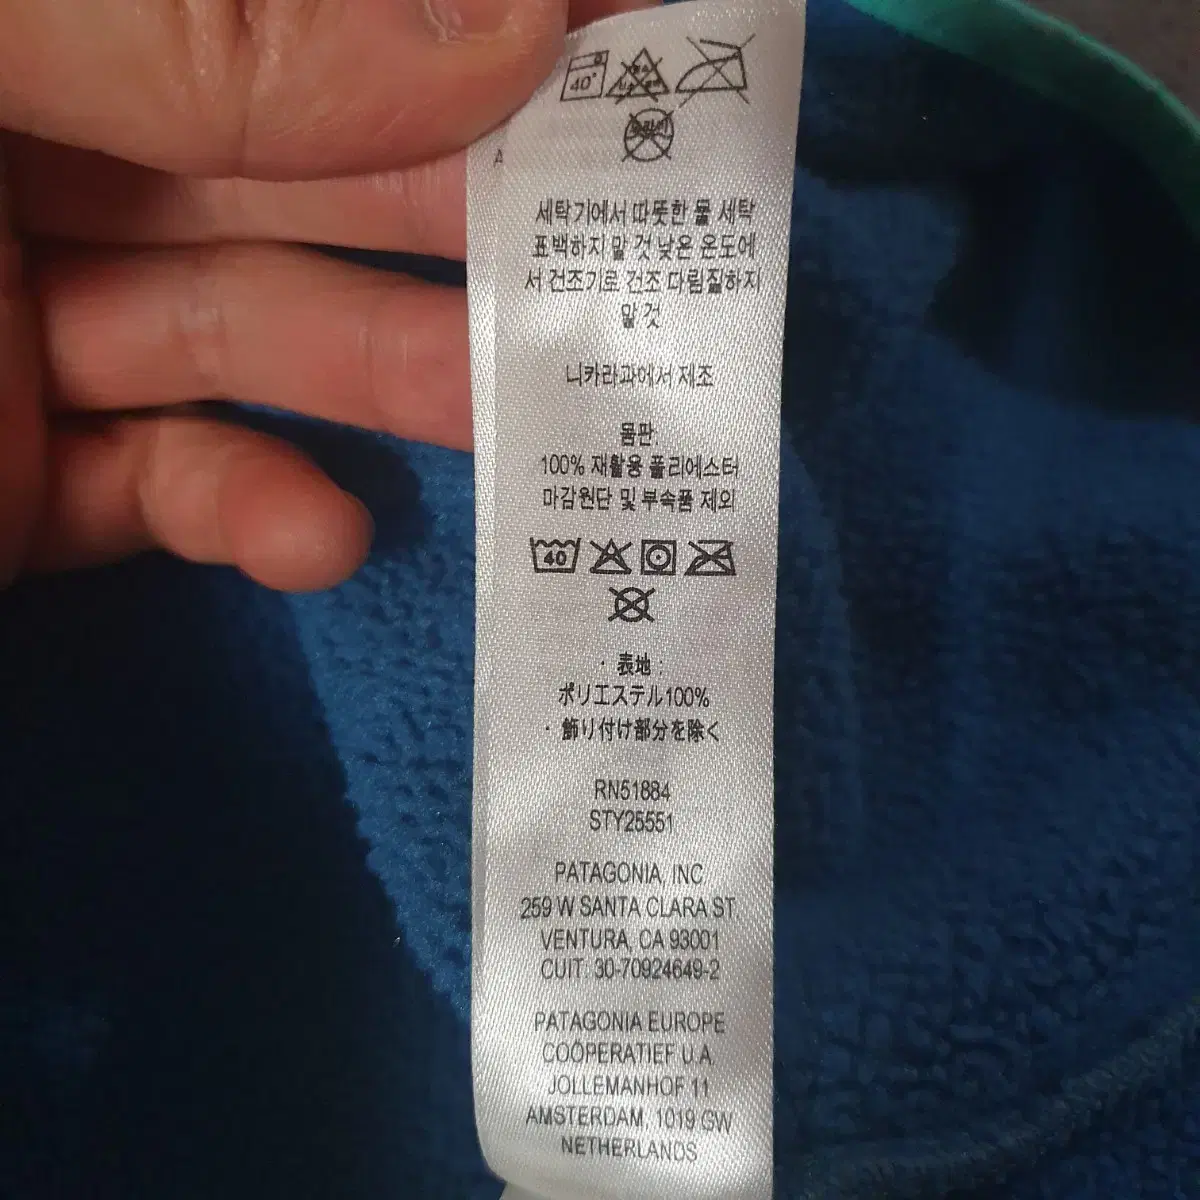 40°
A
세탁기에서 따뜻한 물 세탁
표백하지 말 것 낮은 온도에
서 건조기로 건조 다림질하지
말 것
니카라과에서 제조
몸판:
100% 재활용 폴리에스터
마감원단 및 부속품 제외
40
・表地:
ポリエステル100%
・飾り付け部分を除く
RN51884
STY25551
PATAGONIA, INC
259 W SANTA CLARA ST
VENTURA, CA 93001
CUIT: 30-70924649-2
PATAGONIA EUROPE
COÖPERATIEF U.A.
JOLLEMANHOF 11
AMSTERDAM, 1019 GW
NETHERLANDS